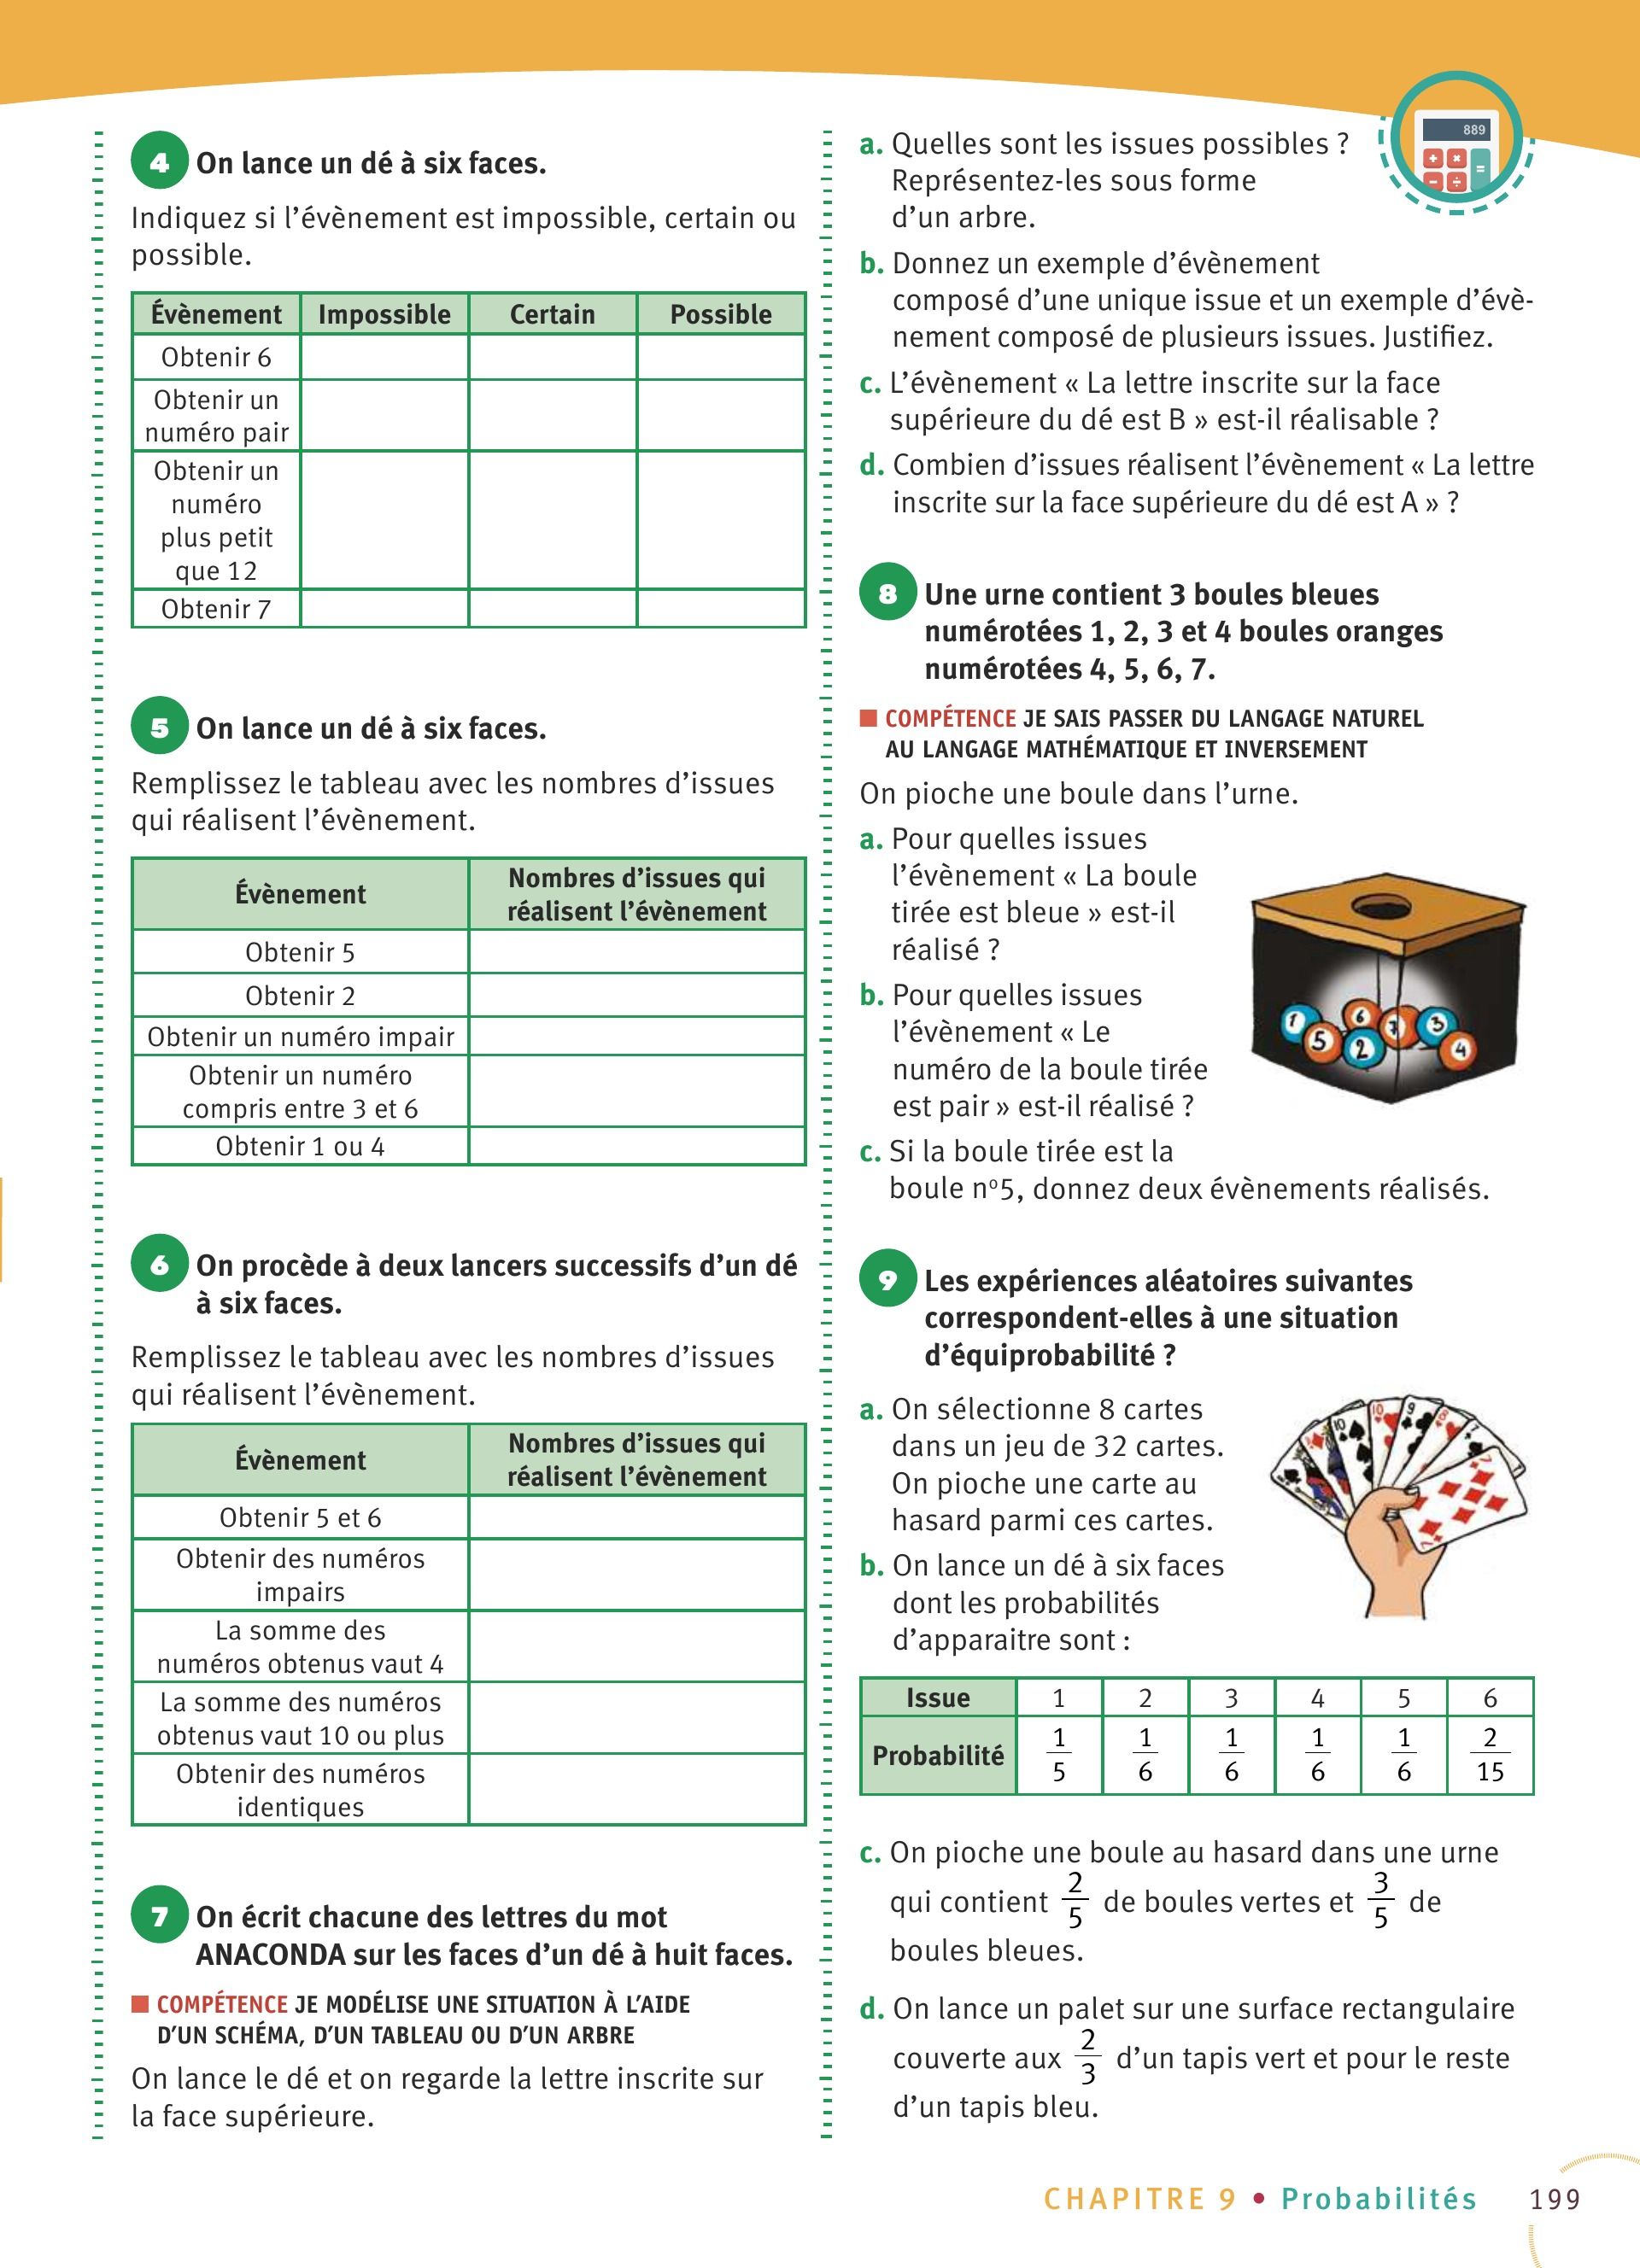 4 On lance un dé à six faces.
Indiquez si l’évènement est impossible, certain ou
possible.
Évènement Impossible Certain Possible
Obtenir 6
Obtenir un
numéro pair
Obtenir un
numéro
plus petit
que 12
Obtenir 7
5 On lance un dé à six faces.
Remplissez le tableau avec les nombres d’issues
qui réalisent l’évènement.
Évènement
Nombres d’issues qui
réalisent l’évènement
Obtenir 5
Obtenir 2
Obtenir un numéro impair
Obtenir un numéro
compris entre 3 et 6
Obtenir 1 ou 4
6 On procède à deux lancers successifs d’un dé
à six faces.
Remplissez le tableau avec les nombres d’issues
qui réalisent l’évènement.
Évènement
Nombres d’issues qui
réalisent l’évènement
Obtenir 5 et 6
Obtenir des numéros
impairs
La somme des
numéros obtenus vaut 4
La somme des numéros
obtenus vaut 10 ou plus
Obtenir des numéros
identiques
7 On écrit chacune des lettres du mot
ANACONDA sur les faces d’un dé à huit faces.
COMPÉTENCE JE MODÉLISE UNE SITUATION À L’AIDE
D’UN SCHÉMA, D’UN TABLEAU OU D’UN ARBRE
On lance le dé et on regarde la lettre inscrite sur
la face supérieure.
889
a. Quelles sont les issues possibles ?
Représentez-les sous forme
d’un arbre.
b. Donnez un exemple d’évènement
composé d’une unique issue et un exemple d’évè-
nement composé de plusieurs issues. Justifiez.
c. L’évènement « La lettre inscrite sur la face
supérieure du dé est B » est-il réalisable ?
d. Combien d’issues réalisent l’évènement « La lettre
inscrite sur la face supérieure du dé est A » ?
8 Une urne contient 3 boules bleues
numérotées 1, 2, 3 et 4 boules oranges
numérotées 4, 5, 6, 7.
COMPÉTENCE JE SAIS PASSER DU LANGAGE NATUREL
AU LANGAGE MATHÉMATIQUE ET INVERSEMENT
On pioche une boule dans l’urne.
a. Pour quelles issues
l’évènement « La boule
tirée est bleue » est-il
réalisé ?
b. Pour quelles issues
l’évènement « Le
numéro de la boule tirée
est pair » est-il réalisé ?
c. Si la boule tirée est la
boule nº5, donnez deux évènements réalisés.
1 5 6 2 7 3 4
9 Les expériences aléatoires suivantes
correspondent-elles à une situation
d’équiprobabilité ?
a. On sélectionne 8 cartes
dans un jeu de 32 cartes.
On pioche une carte au
hasard parmi ces cartes.
b. On lance un dé à six faces
dont les probabilités
d’apparaitre sont :
Issue 1 2 3 4 5 6
Probabilité 1/5 1/6 1/6 1/6 1/6 2/15
c. On pioche une boule au hasard dans une urne
qui contient 2/5 de boules vertes et 3/5 de
boules bleues.
d. On lance un palet sur une surface rectangulaire
couverte aux 2/3 d’un tapis vert et pour le reste
d’un tapis bleu.
CHAPITRE 9 • Probabilités 199